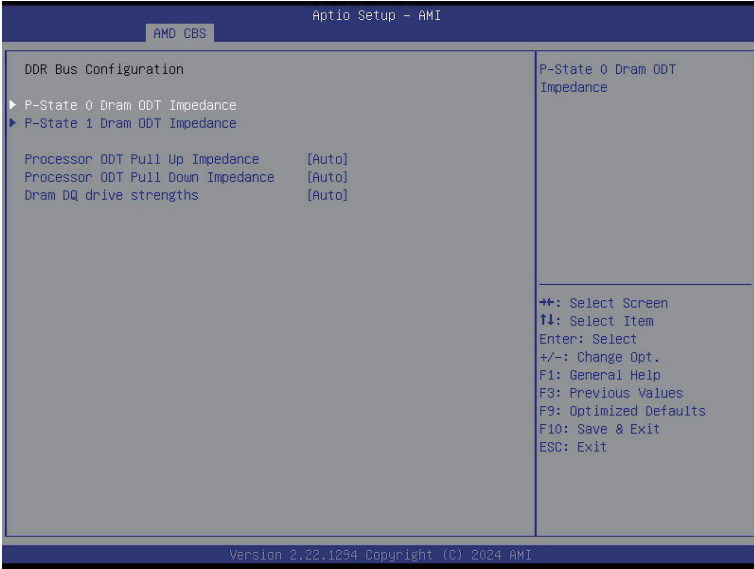 Aptio Setup – AMI
AMD CBS
DDR Bus Configuration
P-State 0 Dram ODT Impedance
P-State 1 Dram ODT Impedance
Processor ODT Pull Up Impedance [Auto]
Processor ODT Pull Down Impedance [Auto]
Dram DQ drive strengths [Auto]
P-State 0 Dram ODT
Impedance
→←: Select Screen
↑↓: Select Item
Enter: Select
+/-: Change Opt.
F1: General Help
F3: Previous Values
F9: Optimized Defaults
F10: Save & Exit
ESC: Exit
Version 2.22.1294 Copyright (C) 2024 AMI